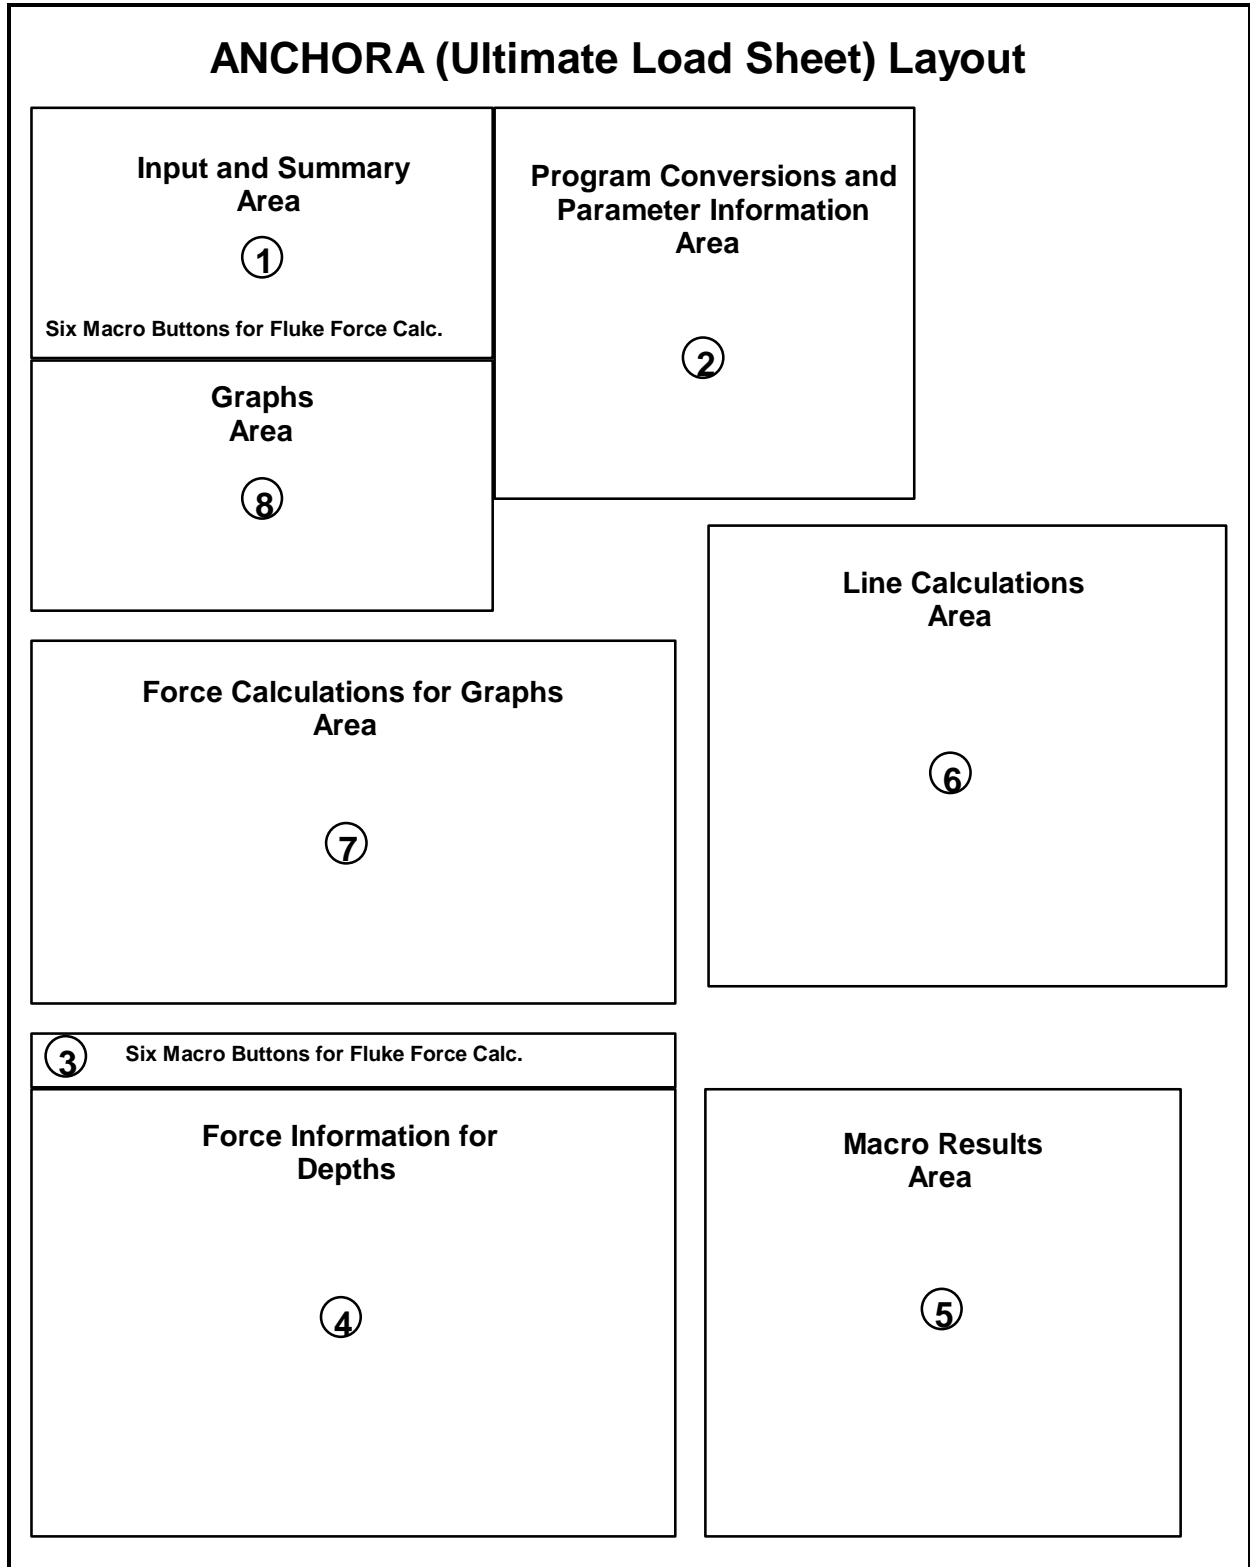 ANCHORA (Ultimate Load Sheet) Layout
Input and Summary
Area
1
Six Macro Buttons for Fluke Force Calc.
Program Conversions and
Parameter Information
Area
2
Graphs
Area
8
Line Calculations
Area
6
Force Calculations for Graphs
Area
7
3 Six Macro Buttons for Fluke Force Calc.
Force Information for
Depths
4
Macro Results
Area
5